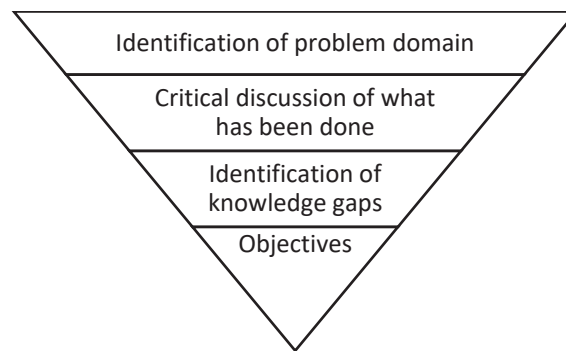 Identification of problem domain
Critical discussion of what
has been done
Identification of
knowledge gaps
Objectives